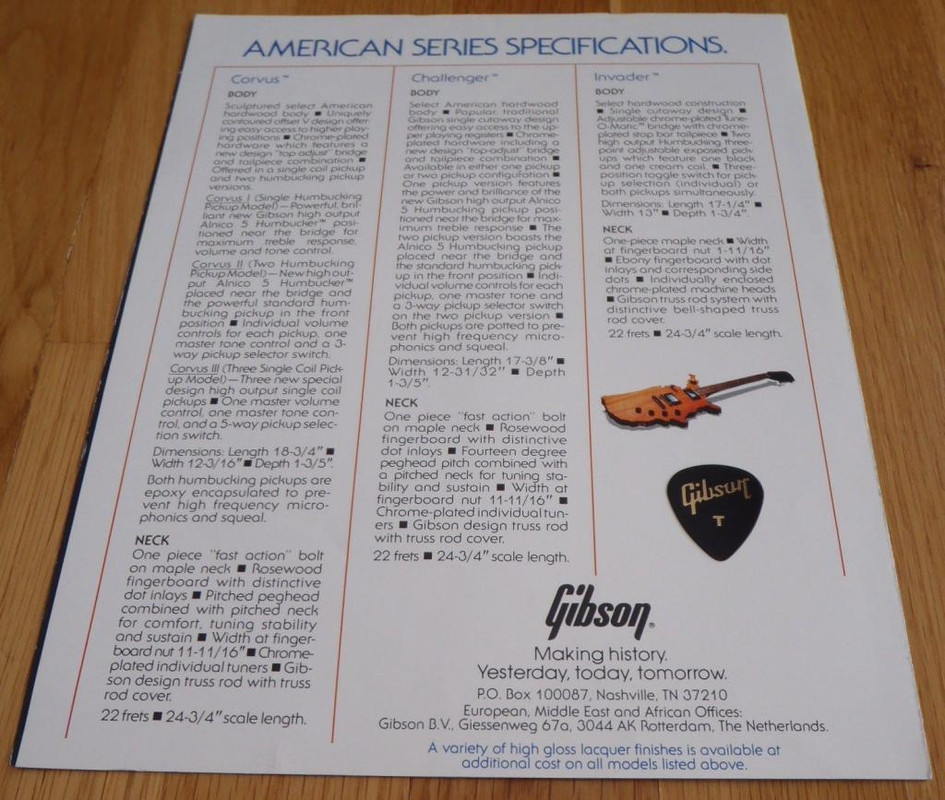 AMERICAN SERIES SPECIFICATIONS.
Corvus™
BODY
Sculptured select American
hardwood body ■ Uniquely
contoured offset V design offer-
ing easy access to higher play-
ing positions ■ Chrome-plated
hardware which features a
new design "top-adjust" bridge
and tailpiece combination ■
Offered in a single coil pickup
and two humbucking pickup
versions.
Corvus I (Single Humbucking
Pickup Model)—Powerful, bril-
liant new Gibson high output
Alnico 5 Humbucker™ posi-
tioned near the bridge for
maximum treble response,
volume and tone control.
Corvus II (Two Humbucking
Pickup Model)—New high out-
put Alnico 5 Humbucker™
placed near the bridge and
the powerful standard hum-
bucking pickup in the front
position ■ Individual volume
controls for each pickup, one
master tone control and a 3-
way pickup selector switch.
Corvus III (Three Single Coil Pick-
up Model)—Three new special
design high output single coil
pickups ■ One master volume
control, one master tone con-
trol, and a 5-way pickup selec-
tion switch.
Dimensions: Length 18-3/4" ■
Width 12-3/16" ■ Depth 1-3/5".
Both humbucking pickups are
epoxy encapsulated to pre-
vent high frequency micro-
phonics and squeal.
NECK
One piece "fast action" bolt
on maple neck ■ Rosewood
fingerboard with distinctive
dot inlays ■ Pitched peghead
combined with pitched neck
for comfort, tuning stability
and sustain ■ Width at finger-
board nut 11-11/16" ■ Chrome-
plated individual tuners ■ Gib-
son design truss rod with truss
rod cover.
22 frets ■ 24-3/4" scale length.
Challenger™
BODY
Select American hardwood
body ■ Popular, traditional
Gibson single cutaway design
offering easy access to the up-
per playing registers ■ Chrome-
plated hardware including a
new design "top-adjust" bridge
and tailpiece combination ■
Available in either one pickup
or two pickup configuration ■
One pickup version features
the power and brilliance of the
new Gibson high output Alnico
5 Humbucking pickup posi-
tioned near the bridge for max-
imum treble response ■ The
two pickup version boasts the
Alnico 5 Humbucking pickup
placed near the bridge and
the standard humbucking pick-
up in the front position ■ Indi-
vidual volume controls for each
pickup, one master tone and
a 3-way pickup selector switch
on the two pickup version ■
Both pickups are potted to pre-
vent high frequency micro-
phonics and squeal.
Dimensions: Length 17-3/8" ■
Width 12-31/32" ■ Depth
1-3/5".
NECK
One piece "fast action" bolt
on maple neck ■ Rosewood
fingerboard with distinctive
dot inlays ■ Fourteen degree
peghead pitch combined with
a pitched neck for tuning sta-
bility and sustain ■ Width at
fingerboard nut 11-11/16" ■
Chrome-plated individual tun-
ers ■ Gibson design truss rod
with truss rod cover.
22 frets ■ 24-3/4" scale length.
Invader™
BODY
Select hardwood construction
■ Single cutaway design ■
Adjustable chrome-plated Tune-
O-Matic™ bridge with chrome-
plated stop bar tailpiece ■ Two
high output Humbucking three-
point adjustable exposed pick-
ups which feature one black
and one cream coil ■ Three-
position toggle switch for pick-
up selection (individual) or
both pickups simultaneously.
Dimensions: Length 17-1/4" ■
Width 13" ■ Depth 1-3/4".
NECK
One-piece maple neck ■ Width
at fingerboard nut 1-11/16"
■ Ebony fingerboard with dot
inlays and corresponding side
dots ■ Individually enclosed
chrome-plated machine heads
■ Gibson truss rod system with
distinctive bell-shaped truss
rod cover.
22 frets ■ 24-3/4" scale length.
Gibson
T
Gibson®
Making history.
Yesterday, today, tomorrow.
P.O. Box 100087, Nashville, TN 37210
European, Middle East and African Offices:
Gibson B.V., Giessenweg 67a, 3044 AK Rotterdam, The Netherlands.
A variety of high gloss lacquer finishes is available at
additional cost on all models listed above.